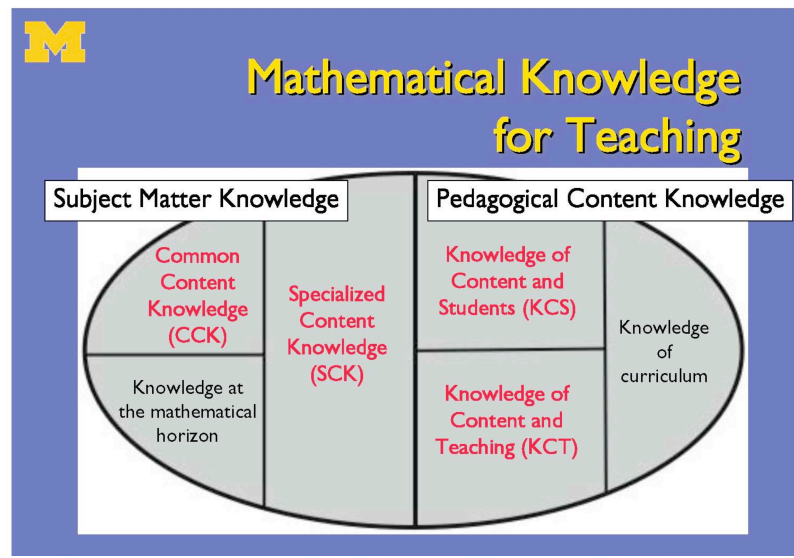 M
Mathematical Knowledge
for Teaching
Subject Matter Knowledge
Pedagogical Content Knowledge
Common
Content
Knowledge
(CCK)
Knowledge at
the mathematical
horizon
Specialized
Content
Knowledge
(SCK)
Knowledge of
Content and
Students (KCS)
Knowledge of
Content and
Teaching (KCT)
Knowledge
of
curriculum